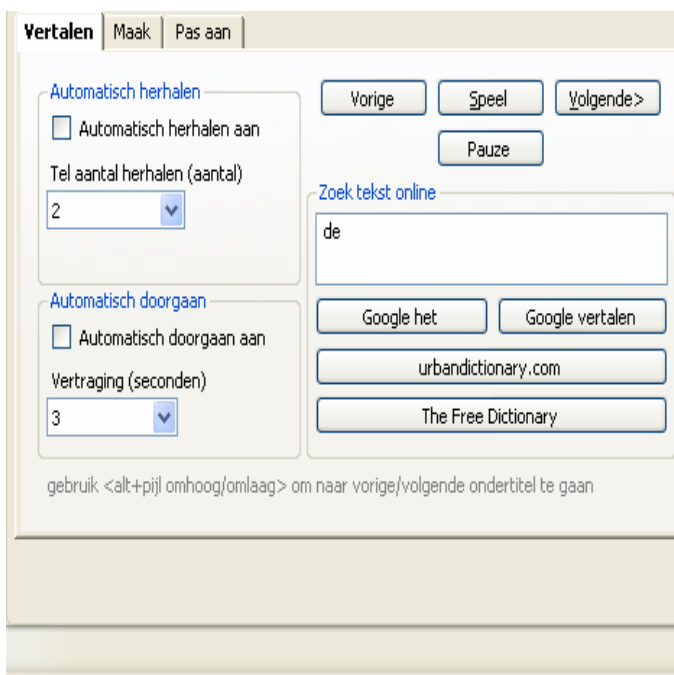 Vertalen Maak Pas aan
Automatisch herhalen
Automatisch herhalen aan
Tel aantal herhalen (aantal)
2
Automatisch doorgaan
Automatisch doorgaan aan
Vertraging (seconden)
3
Vorige Speel Volgende>
Pauze
Zoek tekst online
de
Google het Google vertalen
urbandictionary.com
The Free Dictionary
gebruik <alt+pijl omhoog/omlaag> om naar vorige/volgende ondertitel te gaan